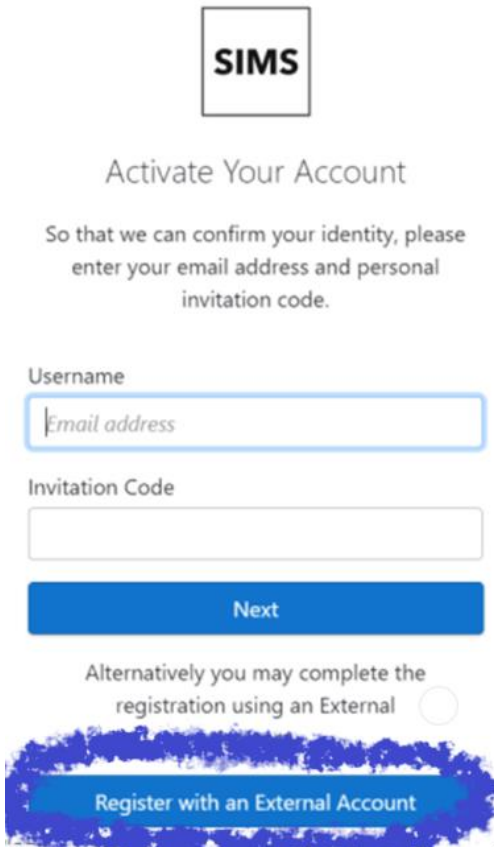 SIMS
Activate Your Account
So that we can confirm your identity, please
enter your email address and personal
invitation code.
Username
Email address
Invitation Code
Next
Alternatively you may complete the
registration using an External
Register with an External Account